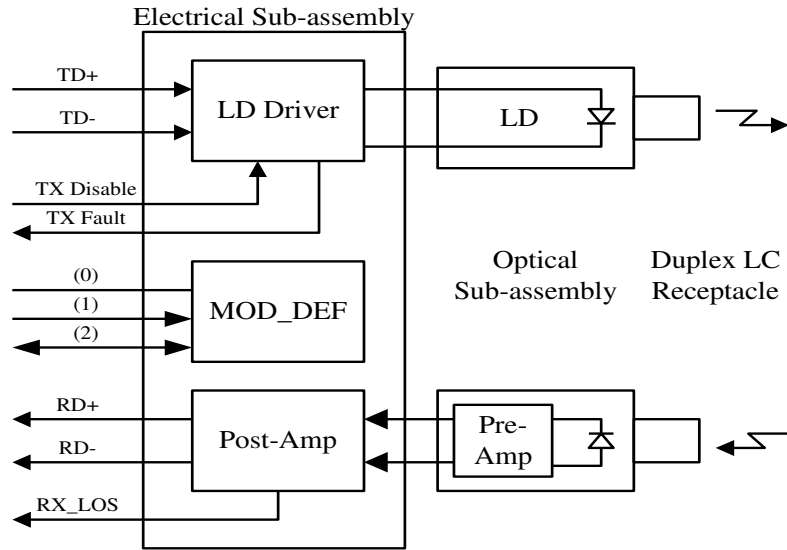 Electrical Sub-assembly
TD+
TD-
LD Driver
LD
TX Disable
TX Fault
(0)
(1)
(2)
MOD_DEF
Optical
Sub-assembly
Duplex LC
Receptacle
RD+
RD-
RX_LOS
Post-Amp
Pre-
Amp